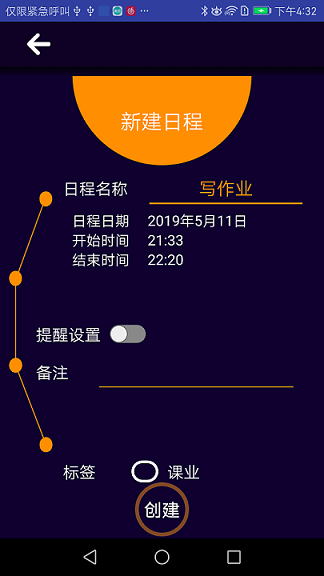 仅限紧急呼叫 ... 下午4:32
新建日程
日程名称 写作业
日程日期 2019年5月11日
开始时间 21:33
结束时间 22:20
提醒设置
备注
标签 课业
创建